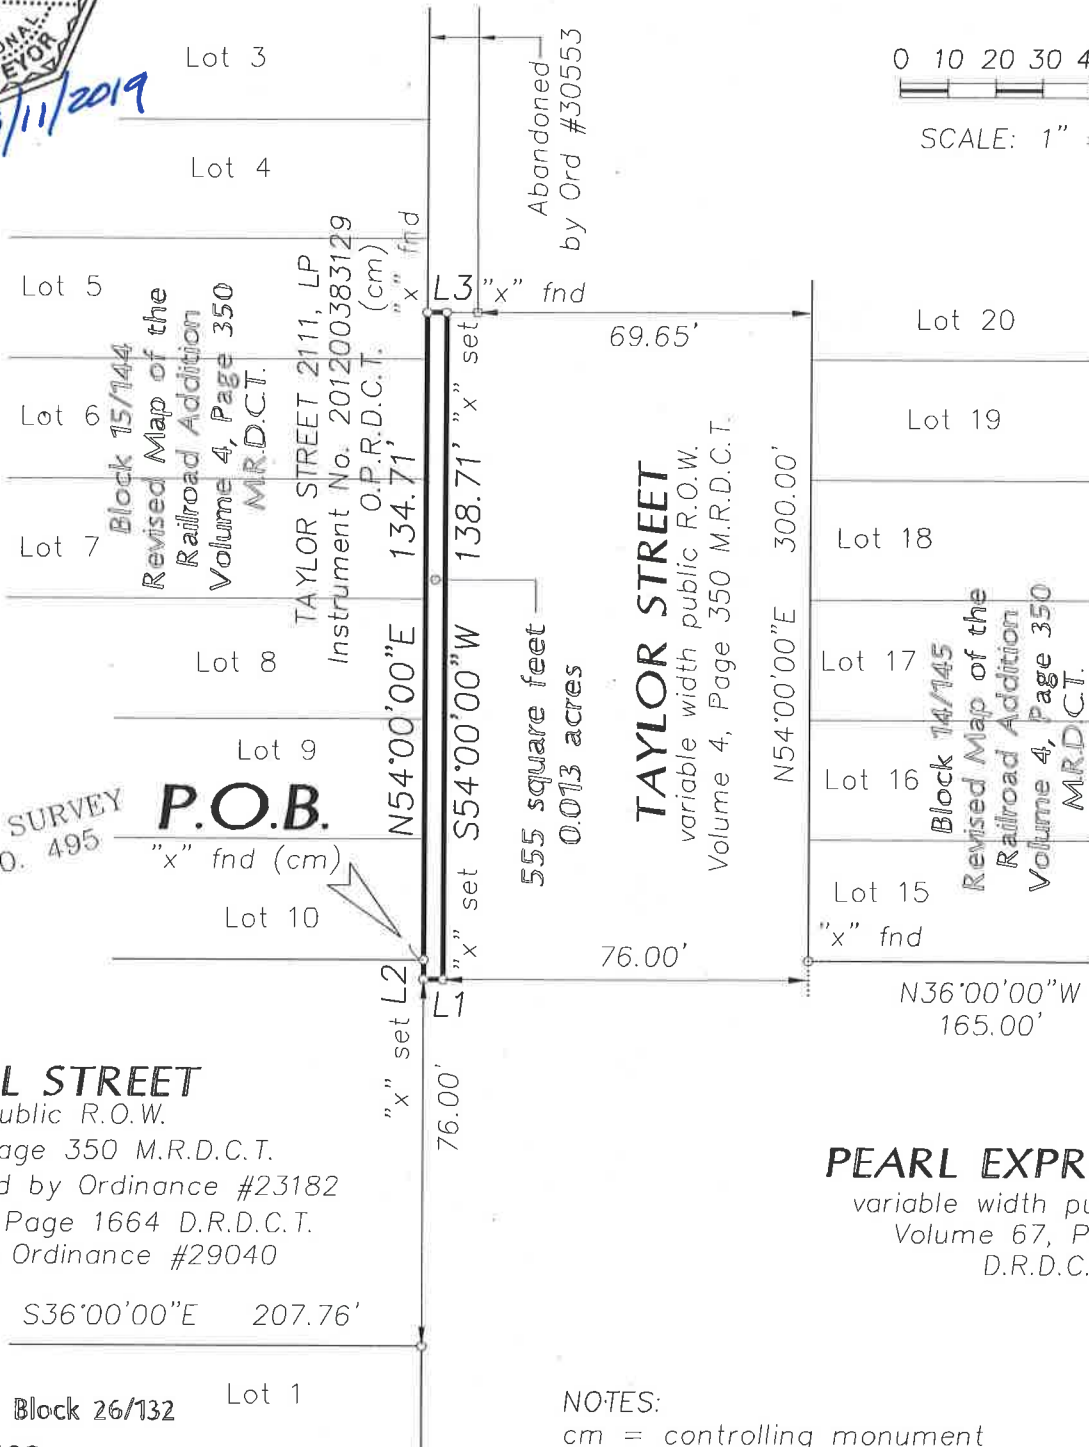 EYOR
/11/2019
Lot 3
Lot 4
Lot 5
Lot 6
Lot 7
Lot 8
Lot 9
Lot 10
Block 15/144
Revised Map of the
Railroad Addition
Volume 4, Page 350
M.R.D.C.T.
TAYLOR STREET 2111, LP
Instrument No. 201200383129
O.P.R.D.C.T.
"x" fnd
(cm)
N54°00'00"E 134.71'
Abandoned
by Ord #30553
L3
"x" fnd
69.65'
"x" set
S54°00'00"W 138.71'
"x" set
555 square feet
0.013 acres
TAYLOR STREET
variable width public R.O.W.
Volume 4, Page 350 M.R.D.C.T.
N54°00'00"E 300.00'
0 10 20 30 4
SCALE: 1"
Lot 20
Lot 19
Lot 18
Lot 17
Lot 16
Lot 15
Block 14/145
Revised Map of the
Railroad Addition
Volume 4, Page 350
M.R.D.C.T.
SURVEY
O. 495
P.O.B.
"x" fnd (cm)
"x" set
L2
L1
76.00'
76.00'
"x" fnd
N36°00'00"W
165.00'
L STREET
ublic R.O.W.
age 350 M.R.D.C.T.
d by Ordinance #23182
Page 1664 D.R.D.C.T.
Ordinance #29040
S36°00'00"E 207.76'
PEARL EXPR
variable width pu
Volume 67, P
D.R.D.C.
Lot 1
Block 26/132
NOTES:
cm = controlling monument